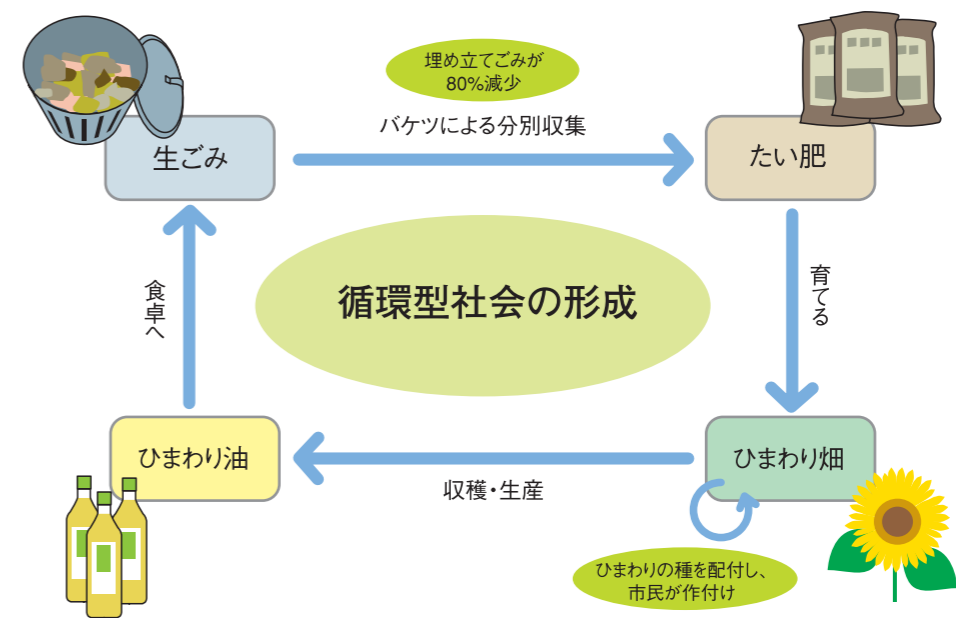 埋め立てごみが
80%減少
バケツによる分別収集
生ごみ
たい肥
育てる
循環型社会の形成
食卓へ
ひまわり油
ひまわり畑
収穫・生産
ひまわりの種を配付し、
市民が作付け